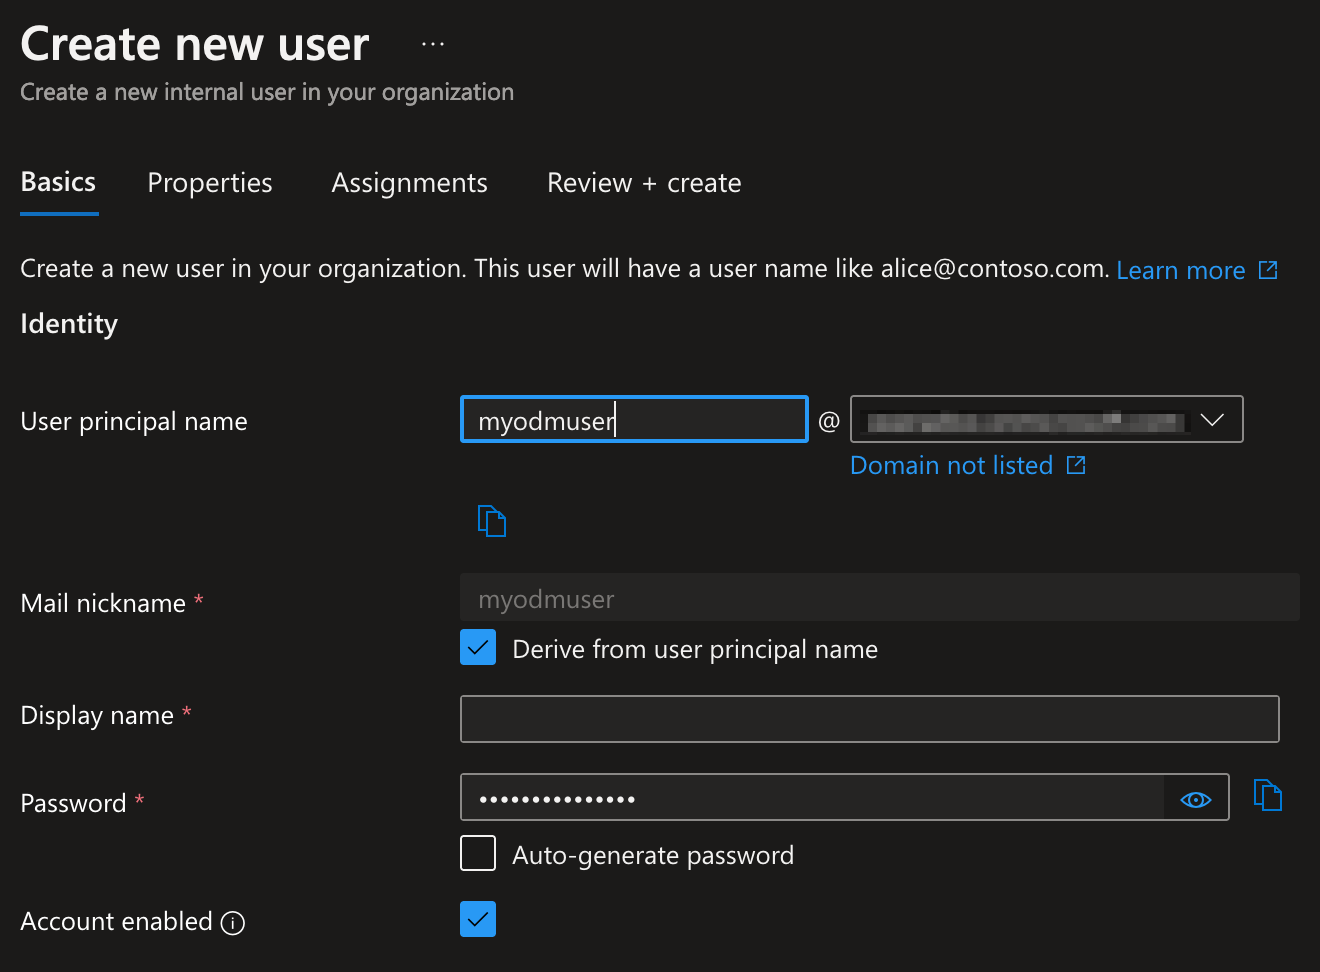 Create new user ...
Create a new internal user in your organization
Basics Properties Assignments Review + create
Create a new user in your organization. This user will have a user name like alice@contoso.com. Learn more
Identity
User principal name myodmuser @
Domain not listed
Mail nickname * myodmuser
Derive from user principal name
Display name *
Password * •••••••••••••••
Auto-generate password
Account enabled